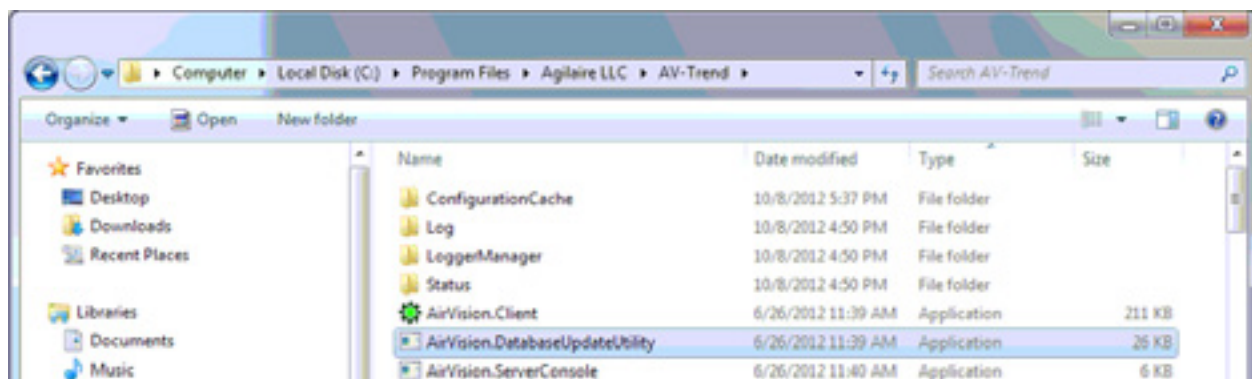 Computer Local Disk (C:) Program Files Agilaire LLC AV-Trend Search AV-Trend
Organize Open New folder
Favorites
Desktop
Downloads
Recent Places
Libraries
Documents
Music
Name Date modified Type Size
ConfigurationCache 10/8/2012 5:37 PM File folder
Log 10/8/2012 4:50 PM File folder
LoggerManager 10/8/2012 4:50 PM File folder
Status 10/8/2012 4:50 PM File folder
AirVision.Client 6/26/2012 11:39 AM Application 211 KB
AirVision.DatabaseUpdateUtility 6/26/2012 11:39 AM Application 26 KB
AirVision.ServerConsole 6/26/2012 11:40 AM Application 6 KB